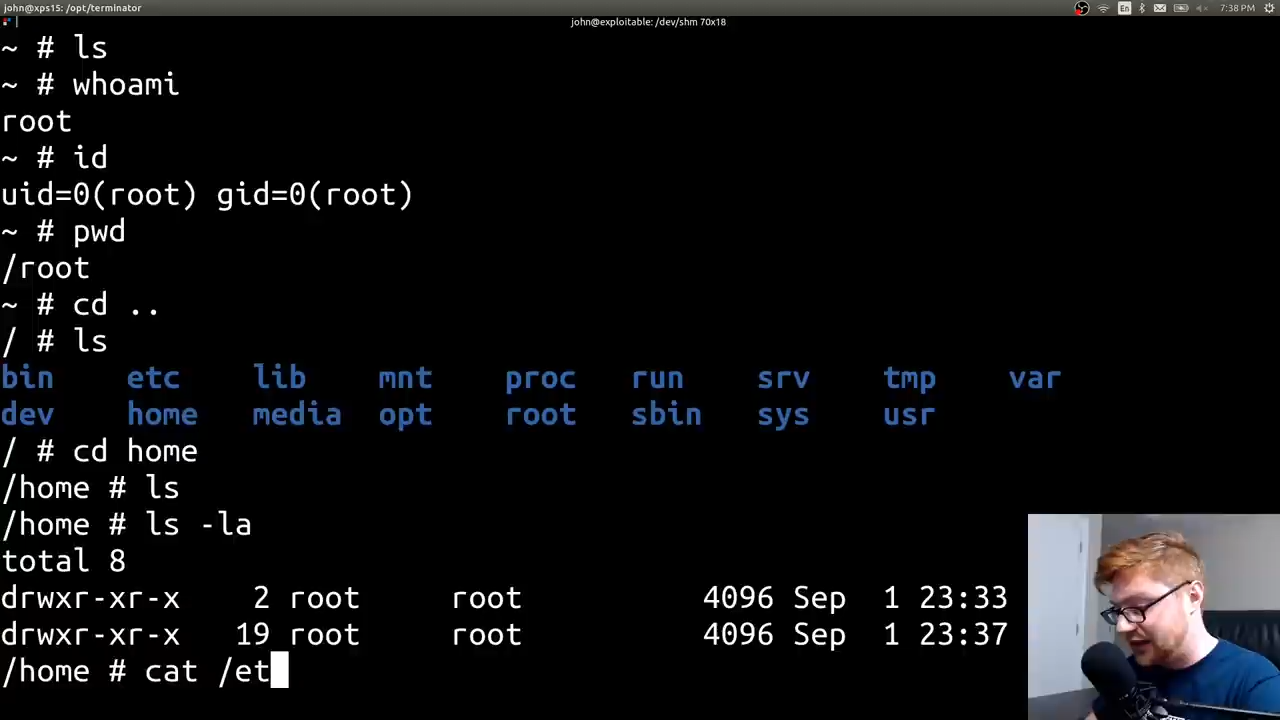 john@xps15: /opt/terminator
En
7:38 PM
john@exploitable: /dev/shm 70x18
~ # ls
~ # whoami
root
~ # id
uid=0(root) gid=0(root)
~ # pwd
/root
~ # cd ..
/ # ls
bin etc lib mnt proc run srv tmp var
dev home media opt root sbin sys usr
/ # cd home
/home # ls
/home # ls -la
total 8
drwxr-xr-x 2 root root 4096 Sep 1 23:33
drwxr-xr-x 19 root root 4096 Sep 1 23:37
/home # cat /et